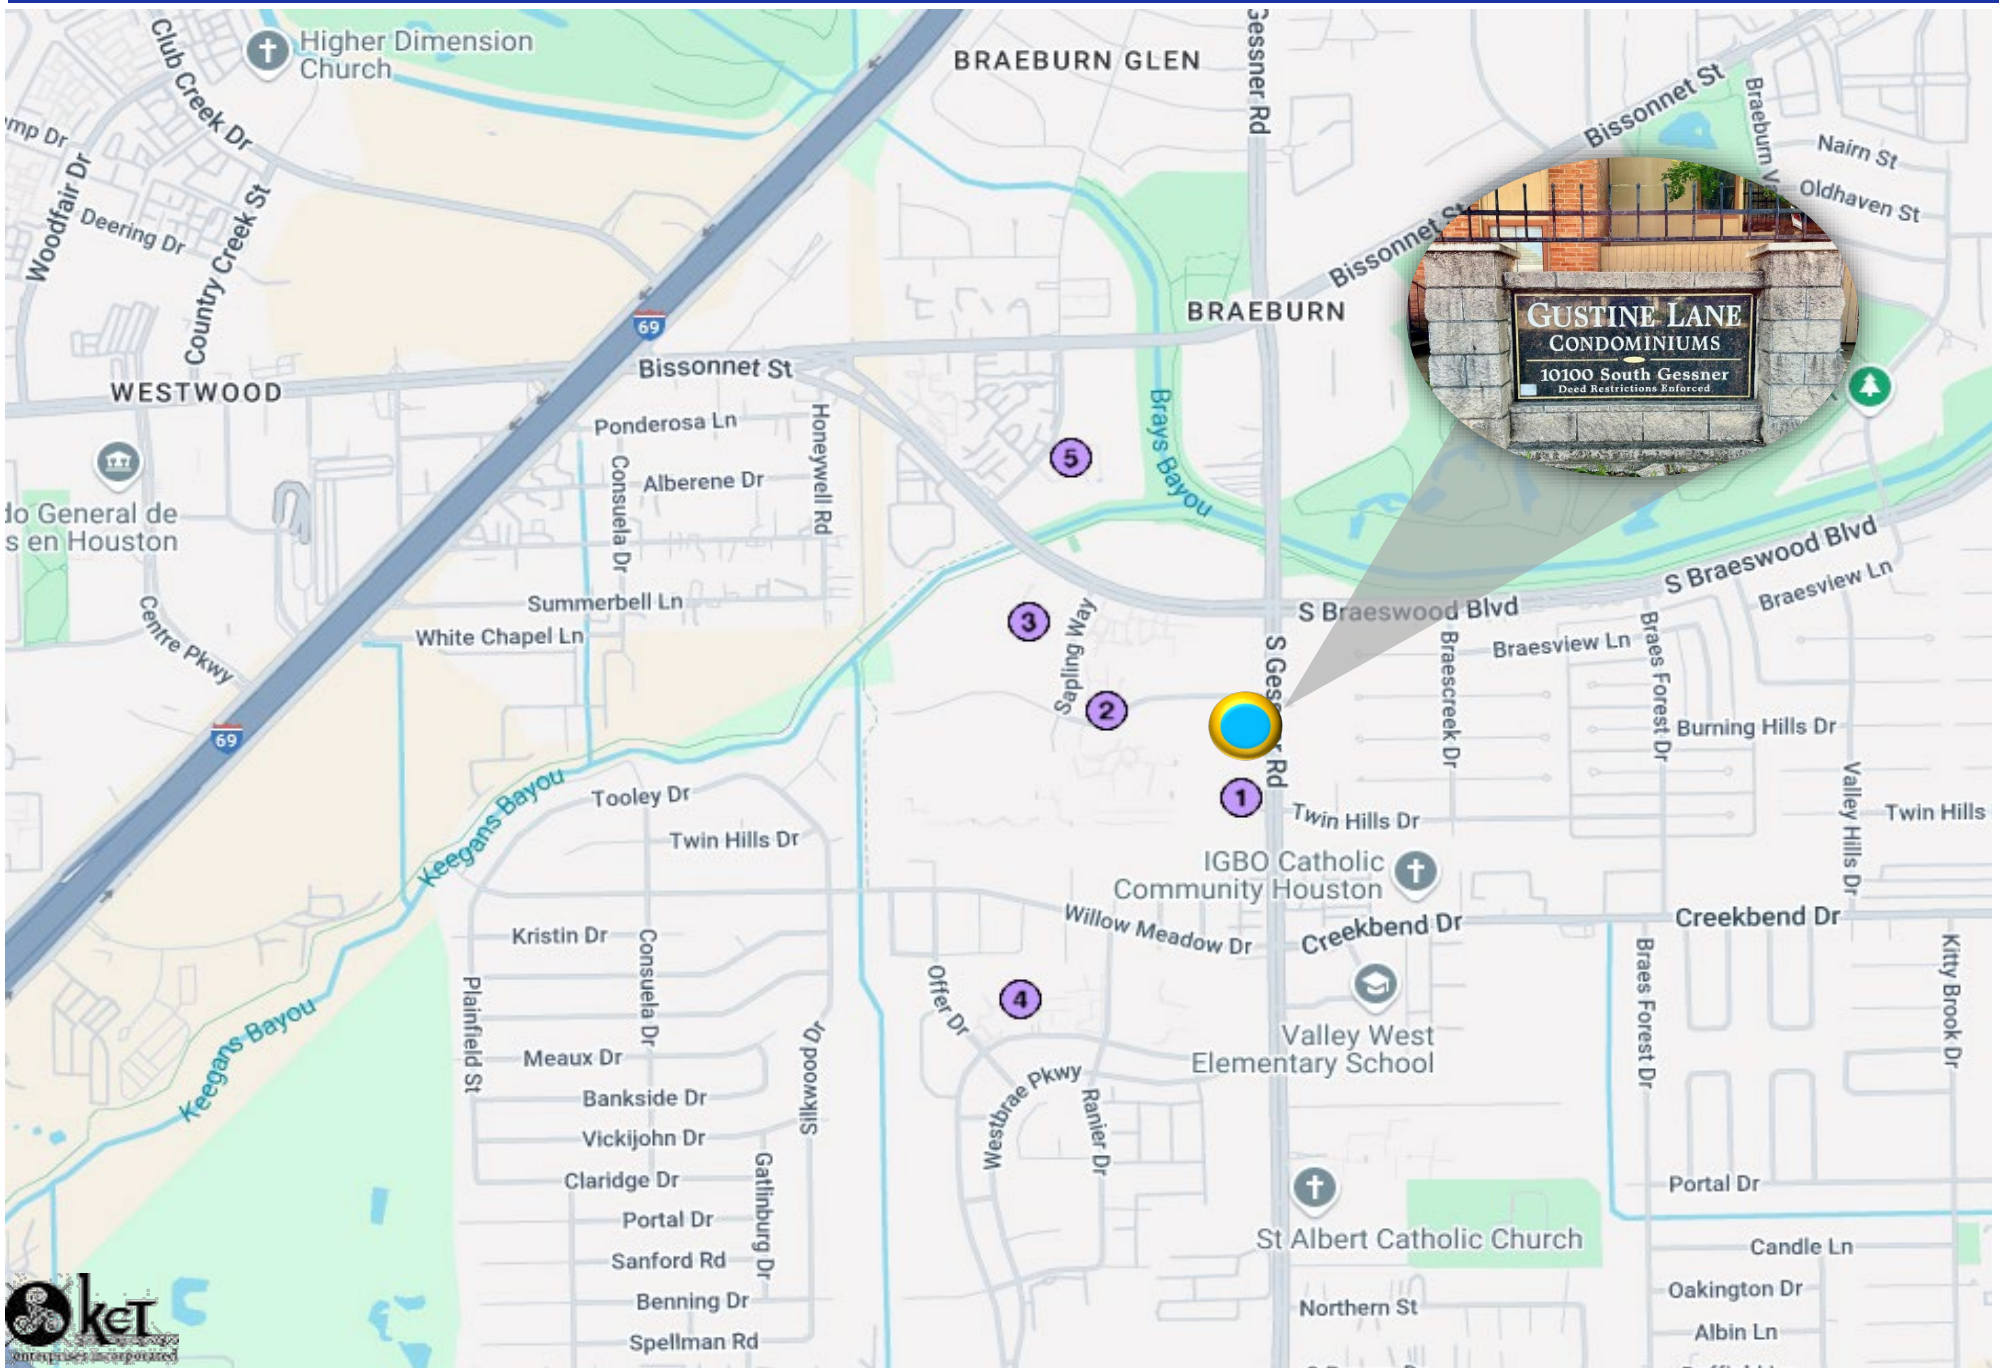 Club Creek Dr
Higher Dimension
Church
BRAEBURN GLEN
Gessner Rd
Bissonnet St
Braeburn V
Nairn St
Oldhaven St
mp Dr
Woodfair Dr
Deering Dr
Country Creek St
69
Bissonnet St
BRAEBURN
Bissonnet St
WESTWOOD
GUSTINE LANE
CONDOMINIUMS
10100 South Gessner
Deed Restrictions Enforced
Ponderosa Ln
Honeywell Rd
Brays Bayou
Consuela Dr
Alberene Dr
5
do General de
s en Houston
S Braeswood Blvd
Braesview Ln
Centre Pkwy
Summerbell Ln
White Chapel Ln
3
Sapling Way
S Braeswood Blvd
S Gessner Rd
Braescreek Dr
Braesview Ln
Braes Forest Dr
2
69
Burning Hills Dr
Valley Hills Dr
Keegans Bayou
Tooley Dr
1
Twin Hills Dr
Twin Hills
Twin Hills Dr
IGBO Catholic
Community Houston
Willow Meadow Dr
Creekbend Dr
Creekbend Dr
Kristin Dr
Consuela Dr
Plainfield St
Offer Dr
4
Valley West
Elementary School
Braes Forest Dr
Kitty Brook Dr
Keegans Bayou
Meaux Dr
Silkwood Dr
Bankside Dr
Westbrae Pkwy
Ranier Dr
Vickijohn Dr
Claridge Dr
Gatlinburg Dr
Portal Dr
Portal Dr
St Albert Catholic Church
Candle Ln
Sanford Rd
Oakington Dr
Benning Dr
Northern St
Albin Ln
Spellman Rd
kcT
enterprises incorporated